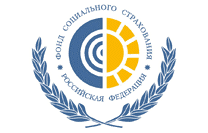 ФОНД СОЦИАЛЬНОГО СТРАХОВАНИЯ
РОССИЙСКАЯ ФЕДЕРАЦИЯ